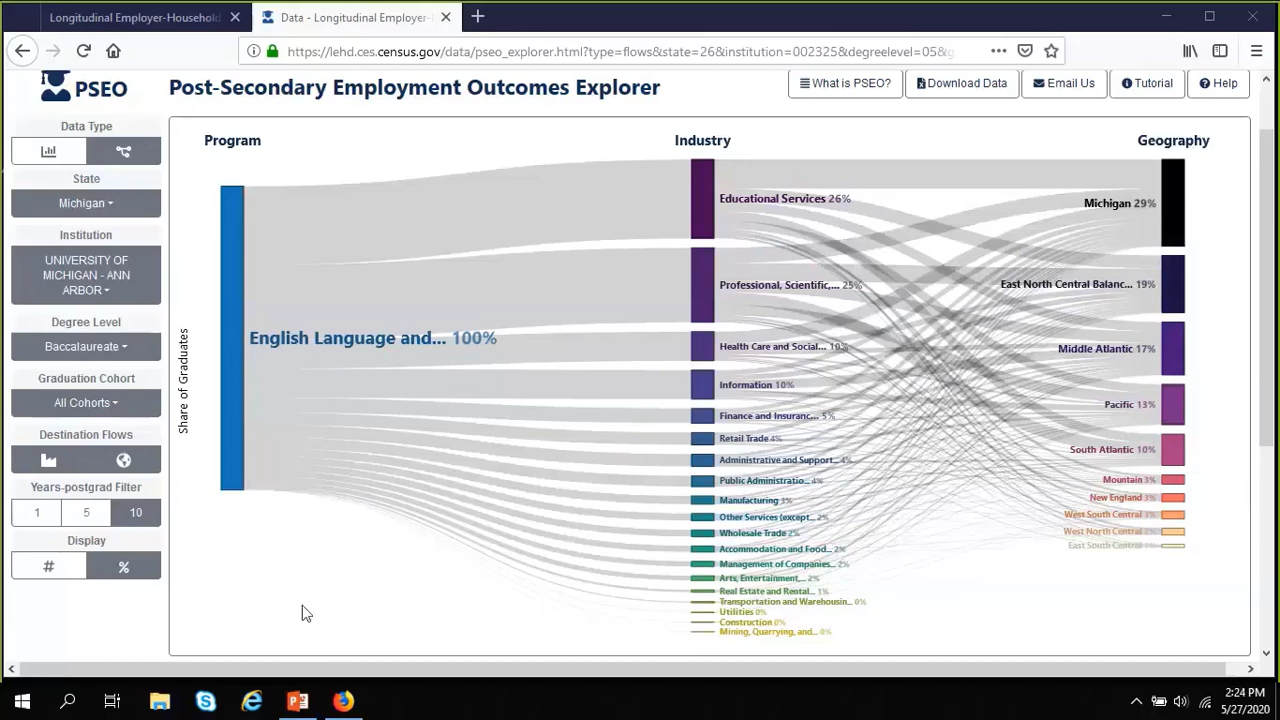 Longitudinal Employer-Household
Data - Longitudinal Employer-
https://lehd.ces.census.gov/data/pseo_explorer.html?type=flows&state=26&institution=002325&degreelevel=05&g
PSEO
Post-Secondary Employment Outcomes Explorer
What is PSEO?
Download Data
Email Us
Tutorial
Help
Data Type
State
Michigan
Institution
UNIVERSITY OF
MICHIGAN - ANN
ARBOR
Degree Level
Baccalaureate
Graduation Cohort
All Cohorts
Destination Flows
Years-postgrad Filter
1 5 10
Display
# %
Program
Industry
Geography
Share of Graduates
English Language and... 100%
Educational Services 26%
Professional, Scientific,... 25%
Health Care and Social... 10%
Information 10%
Finance and Insuranc... 5%
Retail Trade 4%
Administrative and Support... 4%
Public Administratio... 4%
Manufacturing 3%
Other Services (except... 2%
Wholesale Trade 2%
Accommodation and Food... 2%
Management of Companies... 2%
Arts, Entertainment,... 2%
Real Estate and Rental... 1%
Transportation and Warehousin... 0%
Utilities 0%
Construction 0%
Mining, Quarrying, and... 0%
Michigan 29%
East North Central Balanc... 19%
Middle Atlantic 17%
Pacific 13%
South Atlantic 10%
Mountain 3%
New England 3%
West South Central 3%
West North Central 2%
East South Central
2:24 PM
5/27/2020